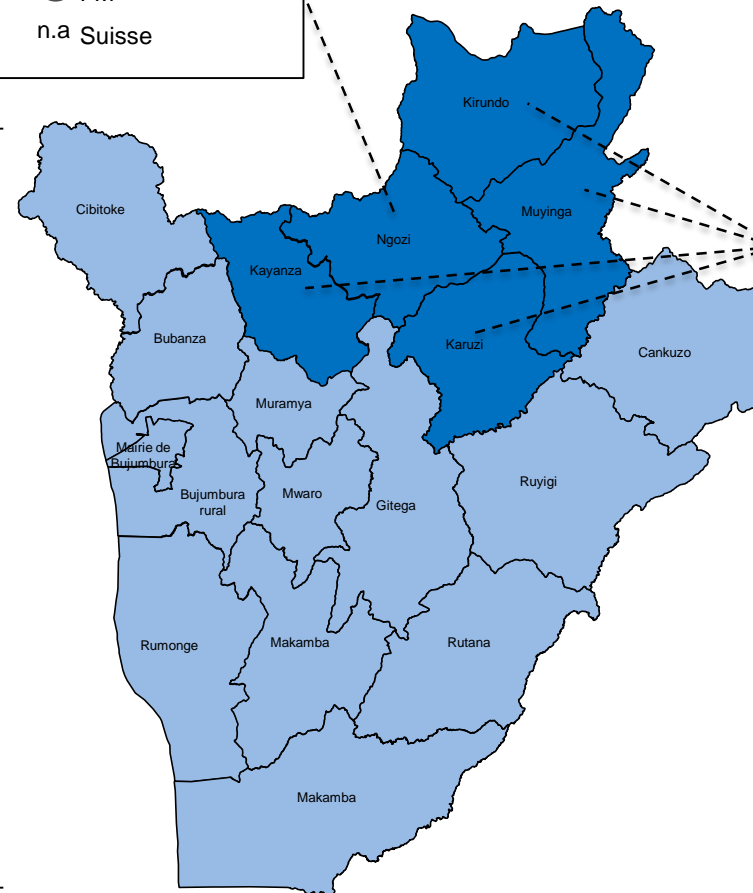 n.a Suisse
Kirundo
Cibitoke
Muyinga
Ngozi
Kayanza
Bubanza
Karuzi
Cankuzo
Muramya
Mairie de
Bujumbura
Ruyigi
Bujumbura
rural
Mwaro
Gitega
Rumonge
Makamba
Rutana
Makamba